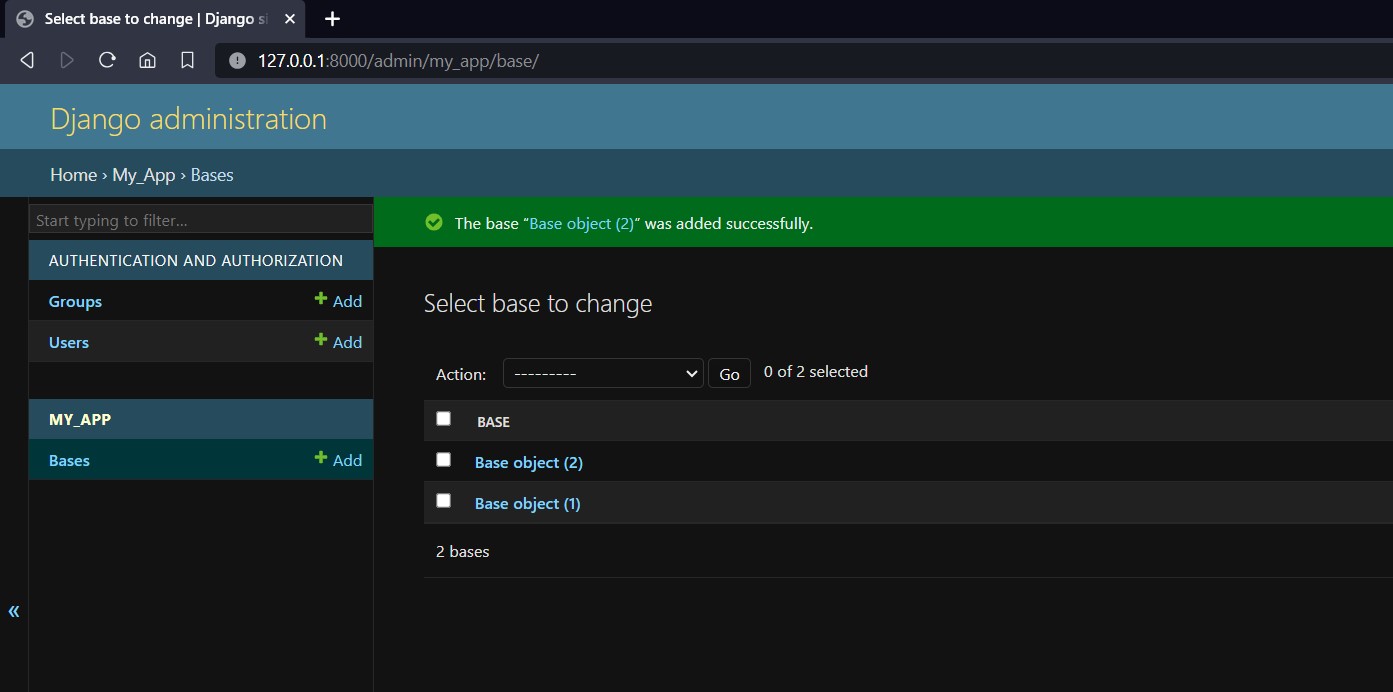 Select base to change | Django si
127.0.0.1:8000/admin/my_app/base/
Django administration
Home › My_App › Bases
Start typing to filter...
The base “Base object (2)” was added successfully.
AUTHENTICATION AND AUTHORIZATION
Groups + Add
Users + Add
MY_APP
Bases + Add
«
Select base to change
Action: --------- Go 0 of 2 selected
BASE
Base object (2)
Base object (1)
2 bases